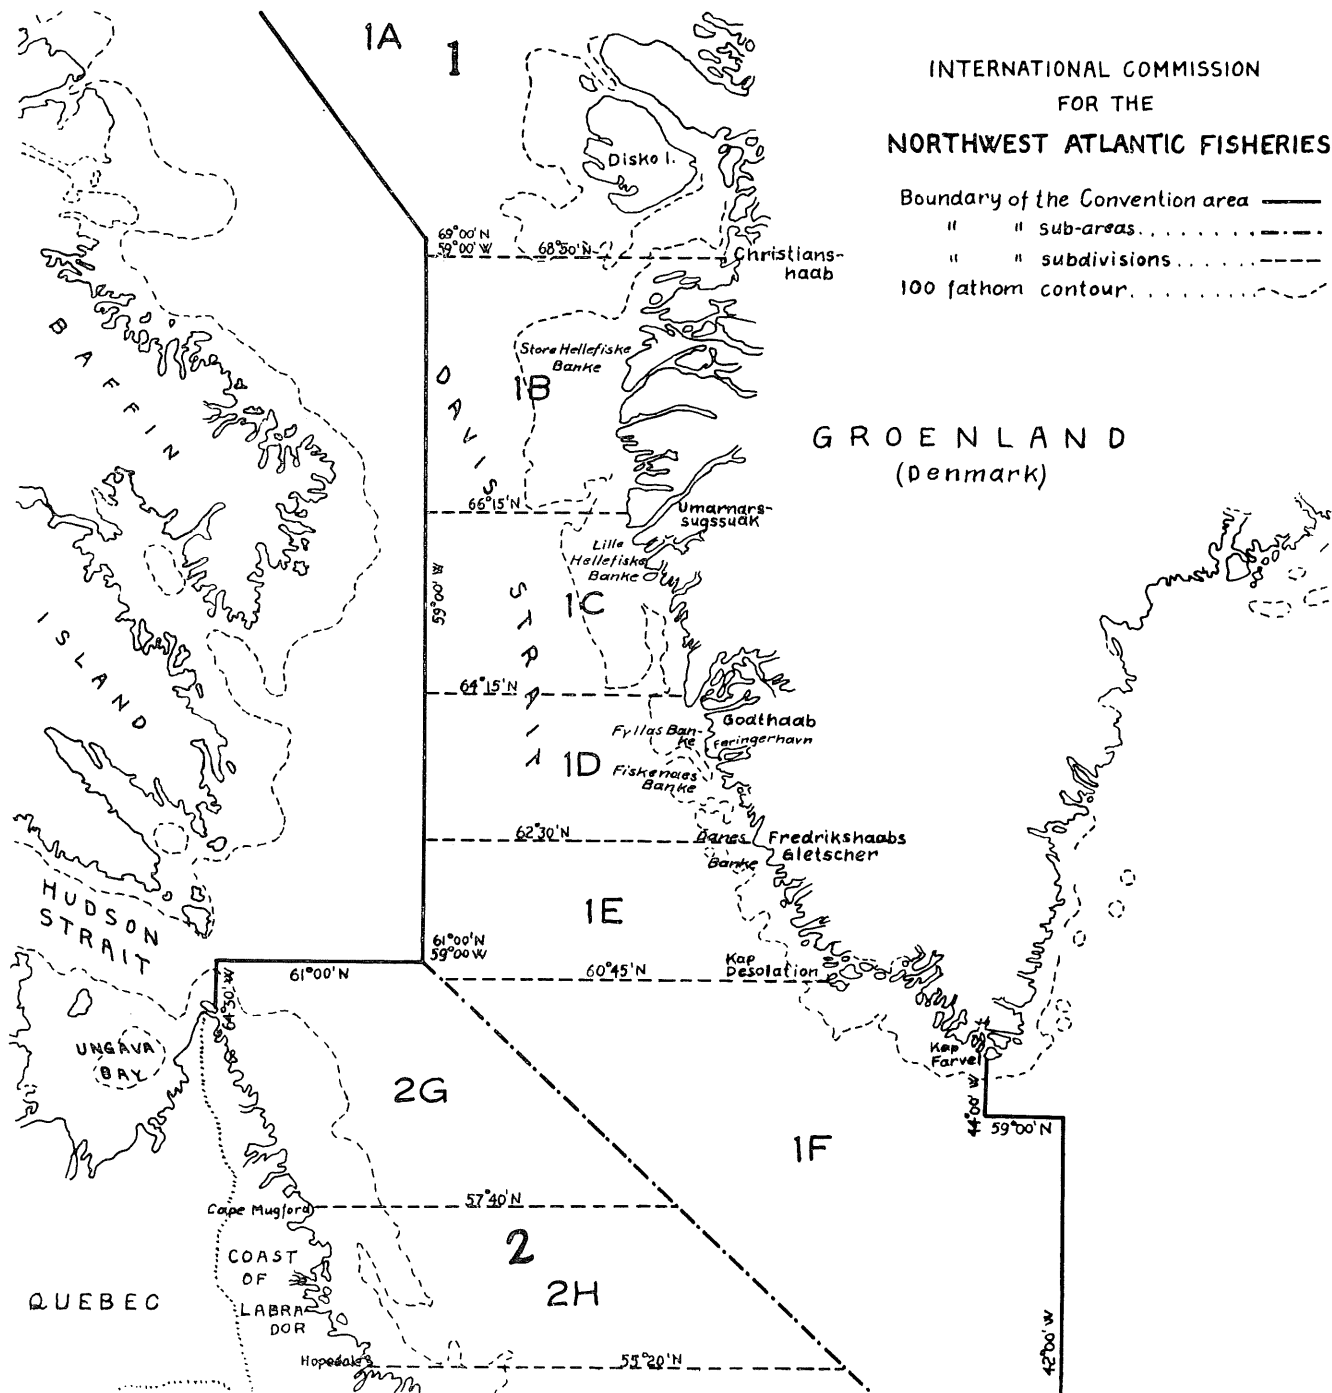 1A
1
INTERNATIONAL COMMISSION
FOR THE
NORTHWEST ATLANTIC FISHERIES
Boundary of the Convention area
" " sub-areas........
" " subdivisions......
100 fathom contour.........
Disko I.
69°00'N
59°00'W
68°50'N
Christians-
haab
BAFFIN
ISLAND
DAVIS
STRAIT
Store Hellefiske
Banke
1B
GROENLAND
(Denmark)
66°15'N
Umarnars-
sugssuak
Lille
Hellefiske
Banke
59°00'W
1C
64°15'N
Godthaab
Fyllas Ban-
ke
Feringerhavn
1D
Fiskenaes
Banke
62°30'N
Danes
Banke
Fredrikshaabs
Gletscher
HUDSON
STRAIT
1E
61°00'N
59°00'W
61°00'N
60°45'N
Kap
Desolation
64°30'W
UNGAVA
BAY
Kap
Farvel
2G
44°00'W
59°00'N
1F
57°40'N
Cape Mugford
2
COAST
OF
LABRA-
DOR
2H
QUEBEC
Hopedale
55°20'N
42°00'W